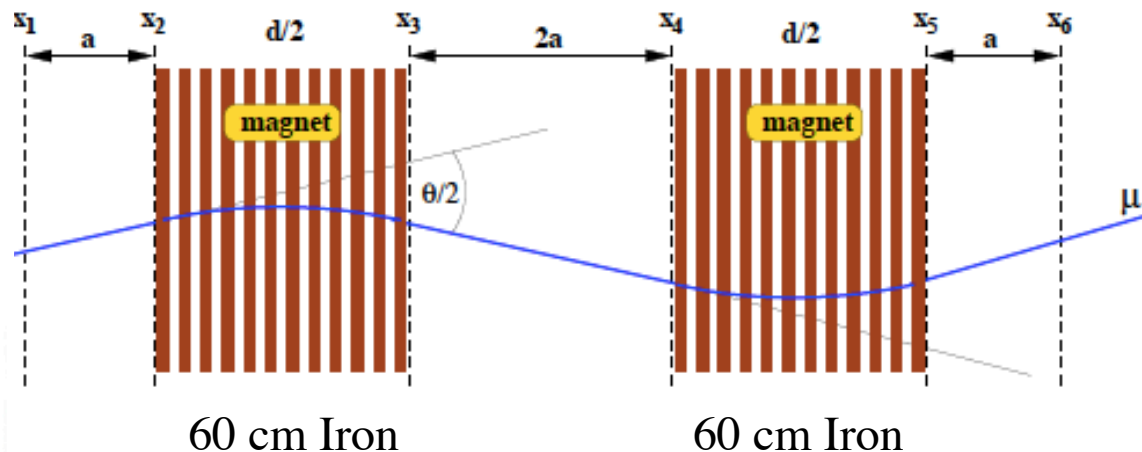 x1 x2 d/2 x3 x4 d/2 x5 x6
a 2a a
magnet magnet
θ/2
μ
60 cm Iron 60 cm Iron